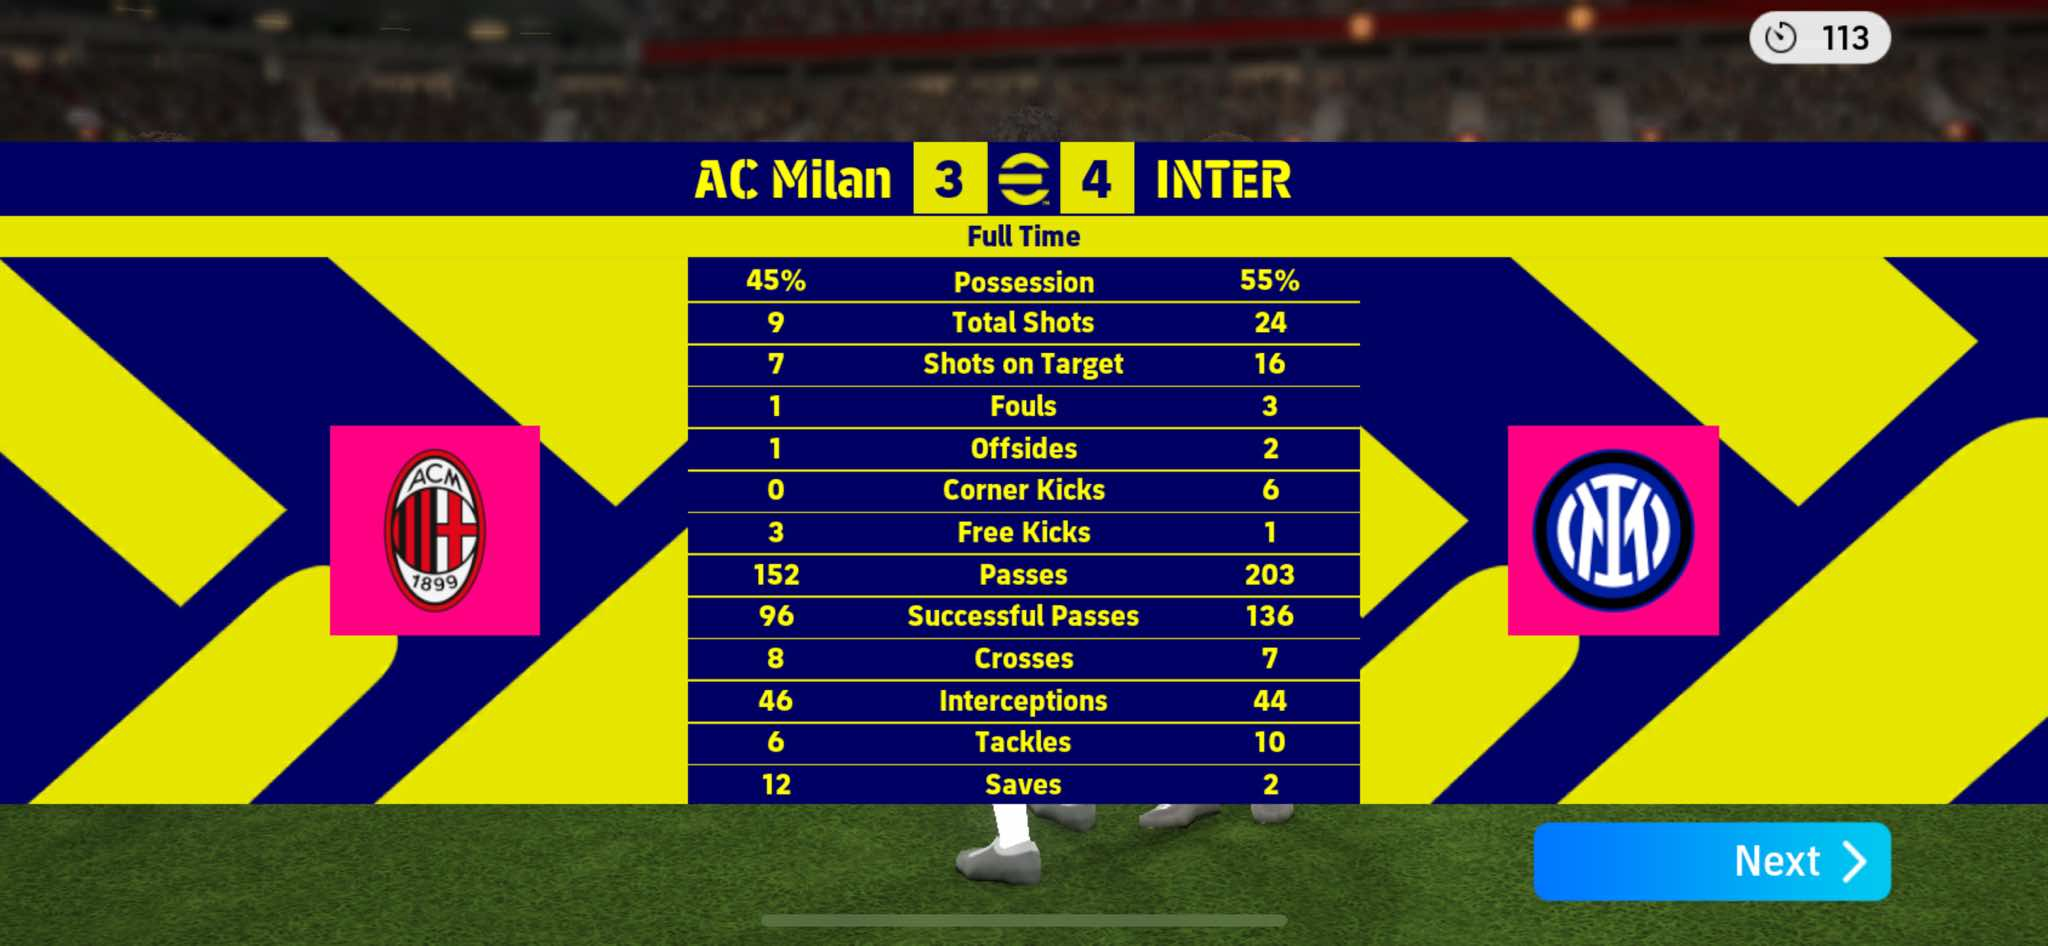 113
AC Milan 3 4 INTER
Full Time
45% Possession 55%
9 Total Shots 24
7 Shots on Target 16
1 Fouls 3
1 Offsides 2
0 Corner Kicks 6
3 Free Kicks 1
152 Passes 203
96 Successful Passes 136
8 Crosses 7
46 Interceptions 44
6 Tackles 10
12 Saves 2
ACM
1899
IM
Next